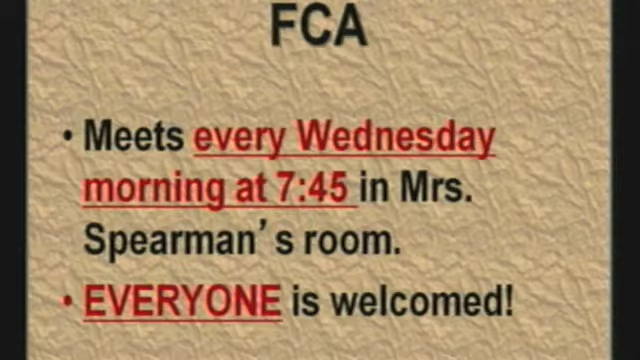 FCA
• Meets every Wednesday
morning at 7:45 in Mrs.
Spearman's room.
• EVERYONE is welcomed!